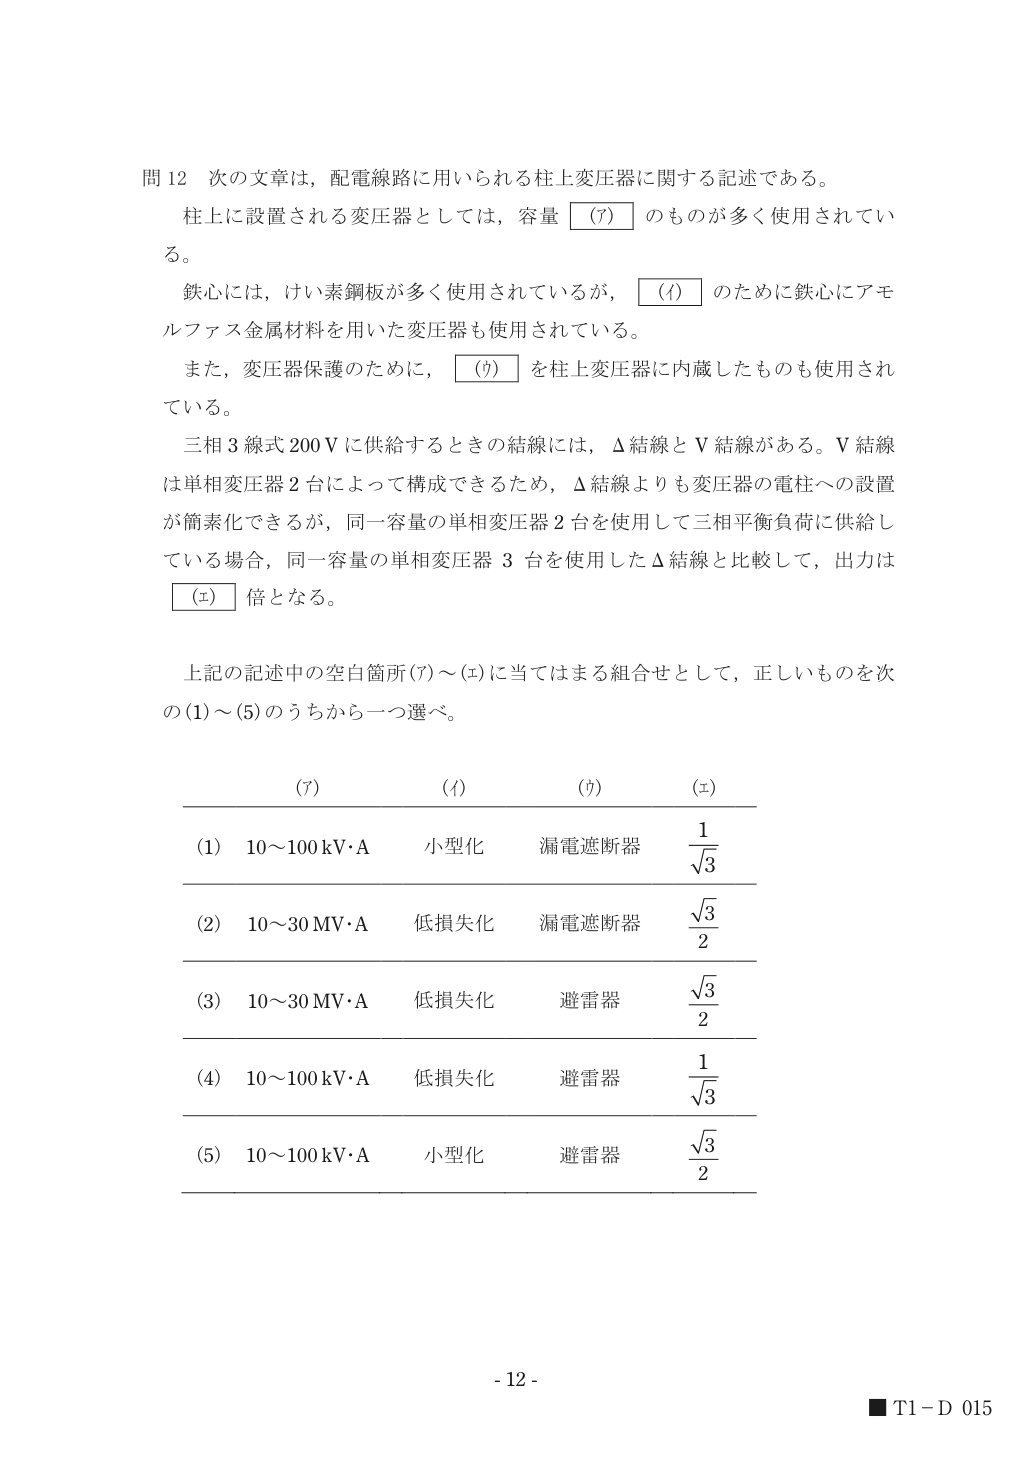 問 12　次の文章は，配電線路に用いられる柱上変圧器に関する記述である。
柱上に設置される変圧器としては，容量 (ア) のものが多く使用されてい
る。
鉄心には，けい素鋼板が多く使用されているが， (イ) のために鉄心にアモ
ルファス金属材料を用いた変圧器も使用されている。
また，変圧器保護のために， (ウ) を柱上変圧器に内蔵したものも使用され
ている。
三相 3 線式 200 V に供給するときの結線には，Δ結線と V 結線がある。V 結線
は単相変圧器 2 台によって構成できるため，Δ結線よりも変圧器の電柱への設置
が簡素化できるが，同一容量の単相変圧器 2 台を使用して三相平衡負荷に供給し
ている場合，同一容量の単相変圧器 3 台を使用したΔ結線と比較して，出力は
(エ) 倍となる。
上記の記述中の空白箇所(ア)～(エ)に当てはまる組合せとして，正しいものを次
の(1)～(5)のうちから一つ選べ。
(ア) (イ) (ウ) (エ)
(1) 10～100 kV・A 小型化 漏電遮断器 1/√3
(2) 10～30 MV・A 低損失化 漏電遮断器 √3/2
(3) 10～30 MV・A 低損失化 避雷器 √3/2
(4) 10～100 kV・A 低損失化 避雷器 1/√3
(5) 10～100 kV・A 小型化 避雷器 √3/2
- 12 -
■ T1－D 015